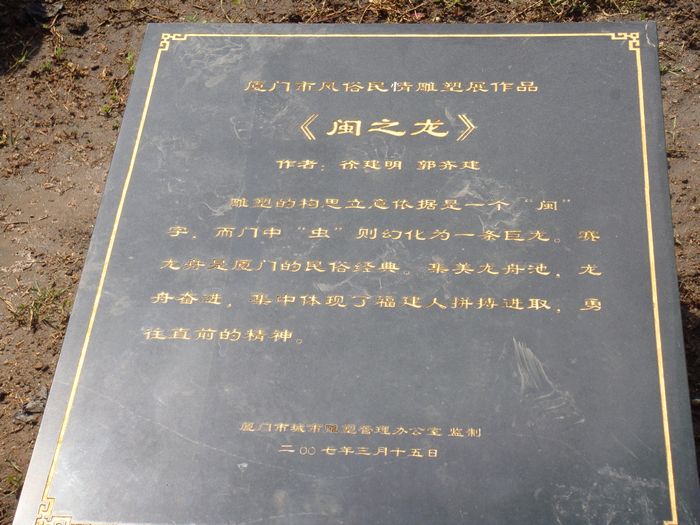 厦门市风俗民情雕塑展作品
《闽之龙》
作者：徐建明 郭齐建
雕塑的构思立意依据是一个“闽”
字，而门中“虫”则幻化为一条巨龙。赛
龙舟是厦门的民俗经典。集美龙舟池，龙
舟奋进，集中体现了福建人拼搏进取，勇
往直前的精神。
厦门市城市雕塑管理办公室 监制
二〇〇七年三月十五日